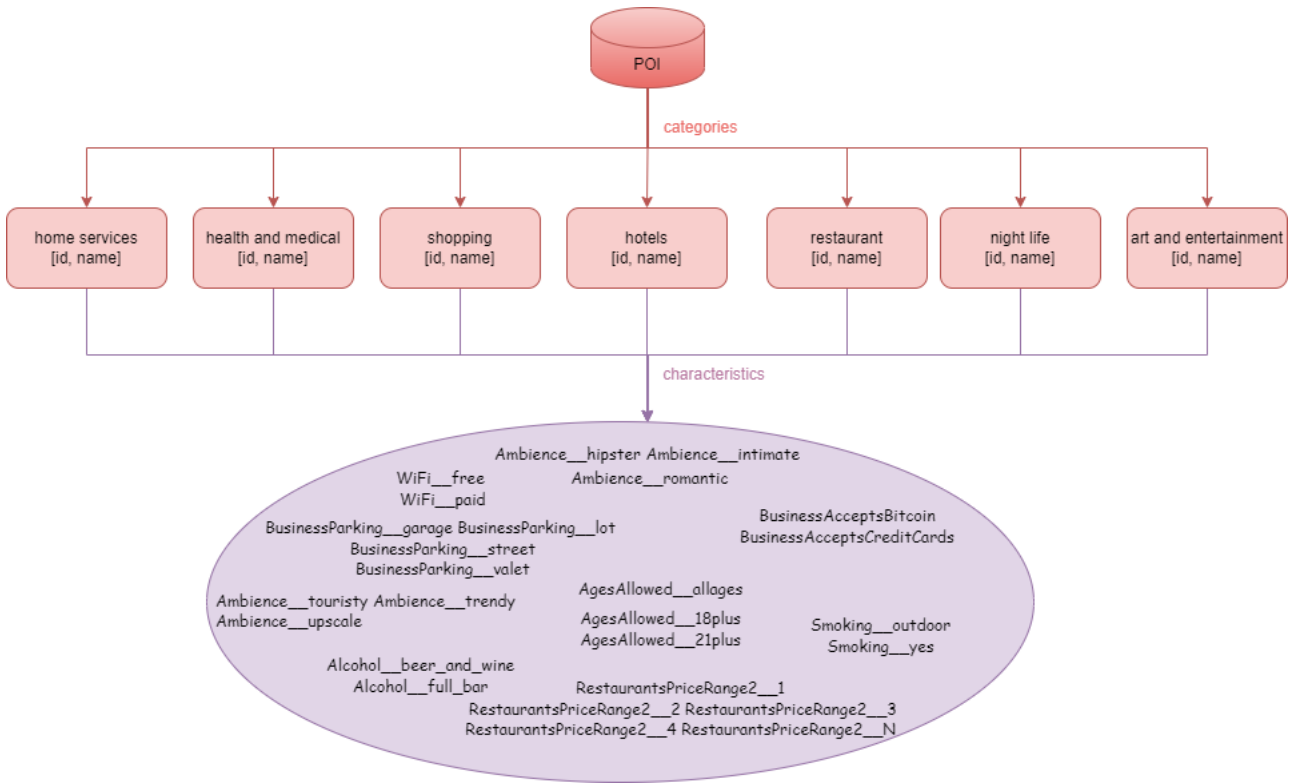 POI
categories
home services
[id, name]
health and medical
[id, name]
shopping
[id, name]
hotels
[id, name]
restaurant
[id, name]
night life
[id, name]
art and entertainment
[id, name]
characteristics
Ambience__hipster Ambience__intimate
Ambience__romantic
WiFi__free
WiFi__paid
BusinessParking__garage BusinessParking__lot
BusinessParking__street
BusinessParking__valet
BusinessAcceptsBitcoin
BusinessAcceptsCreditCards
Ambience__touristy Ambience__trendy
Ambience__upscale
AgesAllowed__allages
AgesAllowed__18plus
AgesAllowed__21plus
Smoking__outdoor
Smoking__yes
Alcohol__beer_and_wine
Alcohol__full_bar
RestaurantsPriceRange2__1
RestaurantsPriceRange2__2 RestaurantsPriceRange2__3
RestaurantsPriceRange2__4 RestaurantsPriceRange2__N